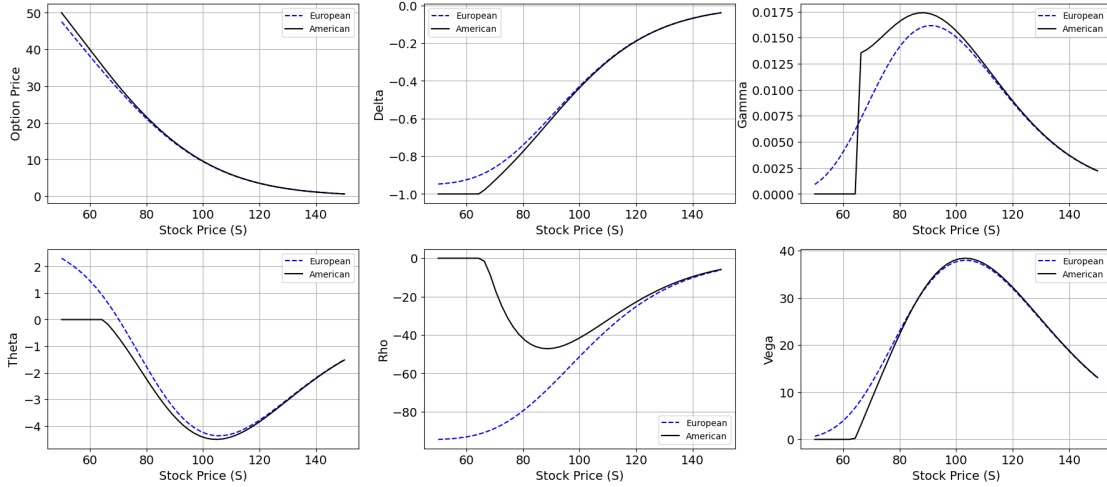 Option Price
50
40
30
20
10
0
60 80 100 120 140
Stock Price (S)
European
American
Delta
0.0
−0.2
−0.4
−0.6
−0.8
−1.0
60 80 100 120 140
Stock Price (S)
European
American
Gamma
0.0175
0.0150
0.0125
0.0100
0.0075
0.0050
0.0025
0.0000
60 80 100 120 140
Stock Price (S)
European
American
Theta
2
1
0
−1
−2
−3
−4
60 80 100 120 140
Stock Price (S)
European
American
Rho
0
−20
−40
−60
−80
60 80 100 120 140
Stock Price (S)
European
American
Vega
40
30
20
10
0
60 80 100 120 140
Stock Price (S)
European
American